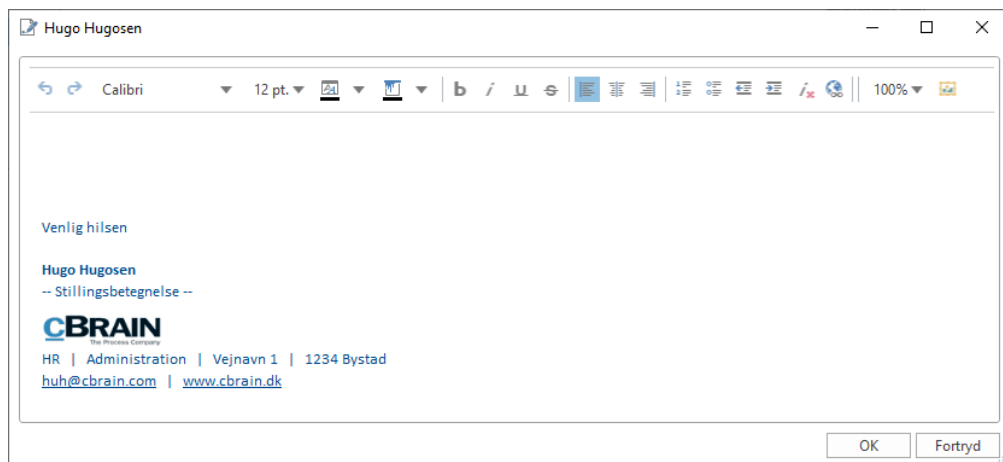 Hugo Hugosen
Calibri 12 pt. b i u s 100%
Venlig hilsen
Hugo Hugosen
-- Stillingsbetegnelse --
cBRAIN
The Process Company
HR | Administration | Vejnavn 1 | 1234 Bystad
huh@cbrain.com | www.cbrain.dk
OK Fortryd